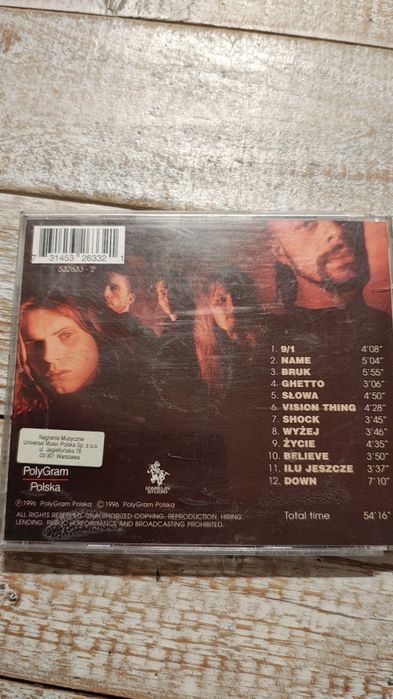 7 31453 26332 1
532633 - 2
1. 9/1 4'08"
2. NAME 5'04"
3. BRUK 5'55"
4. GHETTO 3'06"
5. SŁOWA 4'50"
6. VISION THING 4'28"
7. SHOCK 3'45"
8. WYŻEJ 3'46"
9. ŻYCIE 4'35"
10. BELIEVE 3'50"
11. ILU JESZCZE 3'37"
12. DOWN 7'10"
Total time 54'16"
Nagrania Muzyczne
Universal Music Polska Sp. z o.o.
ul. Jagiellońska 78
03-301 Warszawa
PolyGram
Polska
IZABELIN
STUDIO
Ⓟ 1996 PolyGram Polska © 1996 PolyGram Polska
ALL RIGHTS RESERVED. UNAUTHORIZED COPYING, REPRODUCTION, HIRING,
LENDING, PUBLIC PERFORMANCE AND BROADCASTING PROHIBITED.